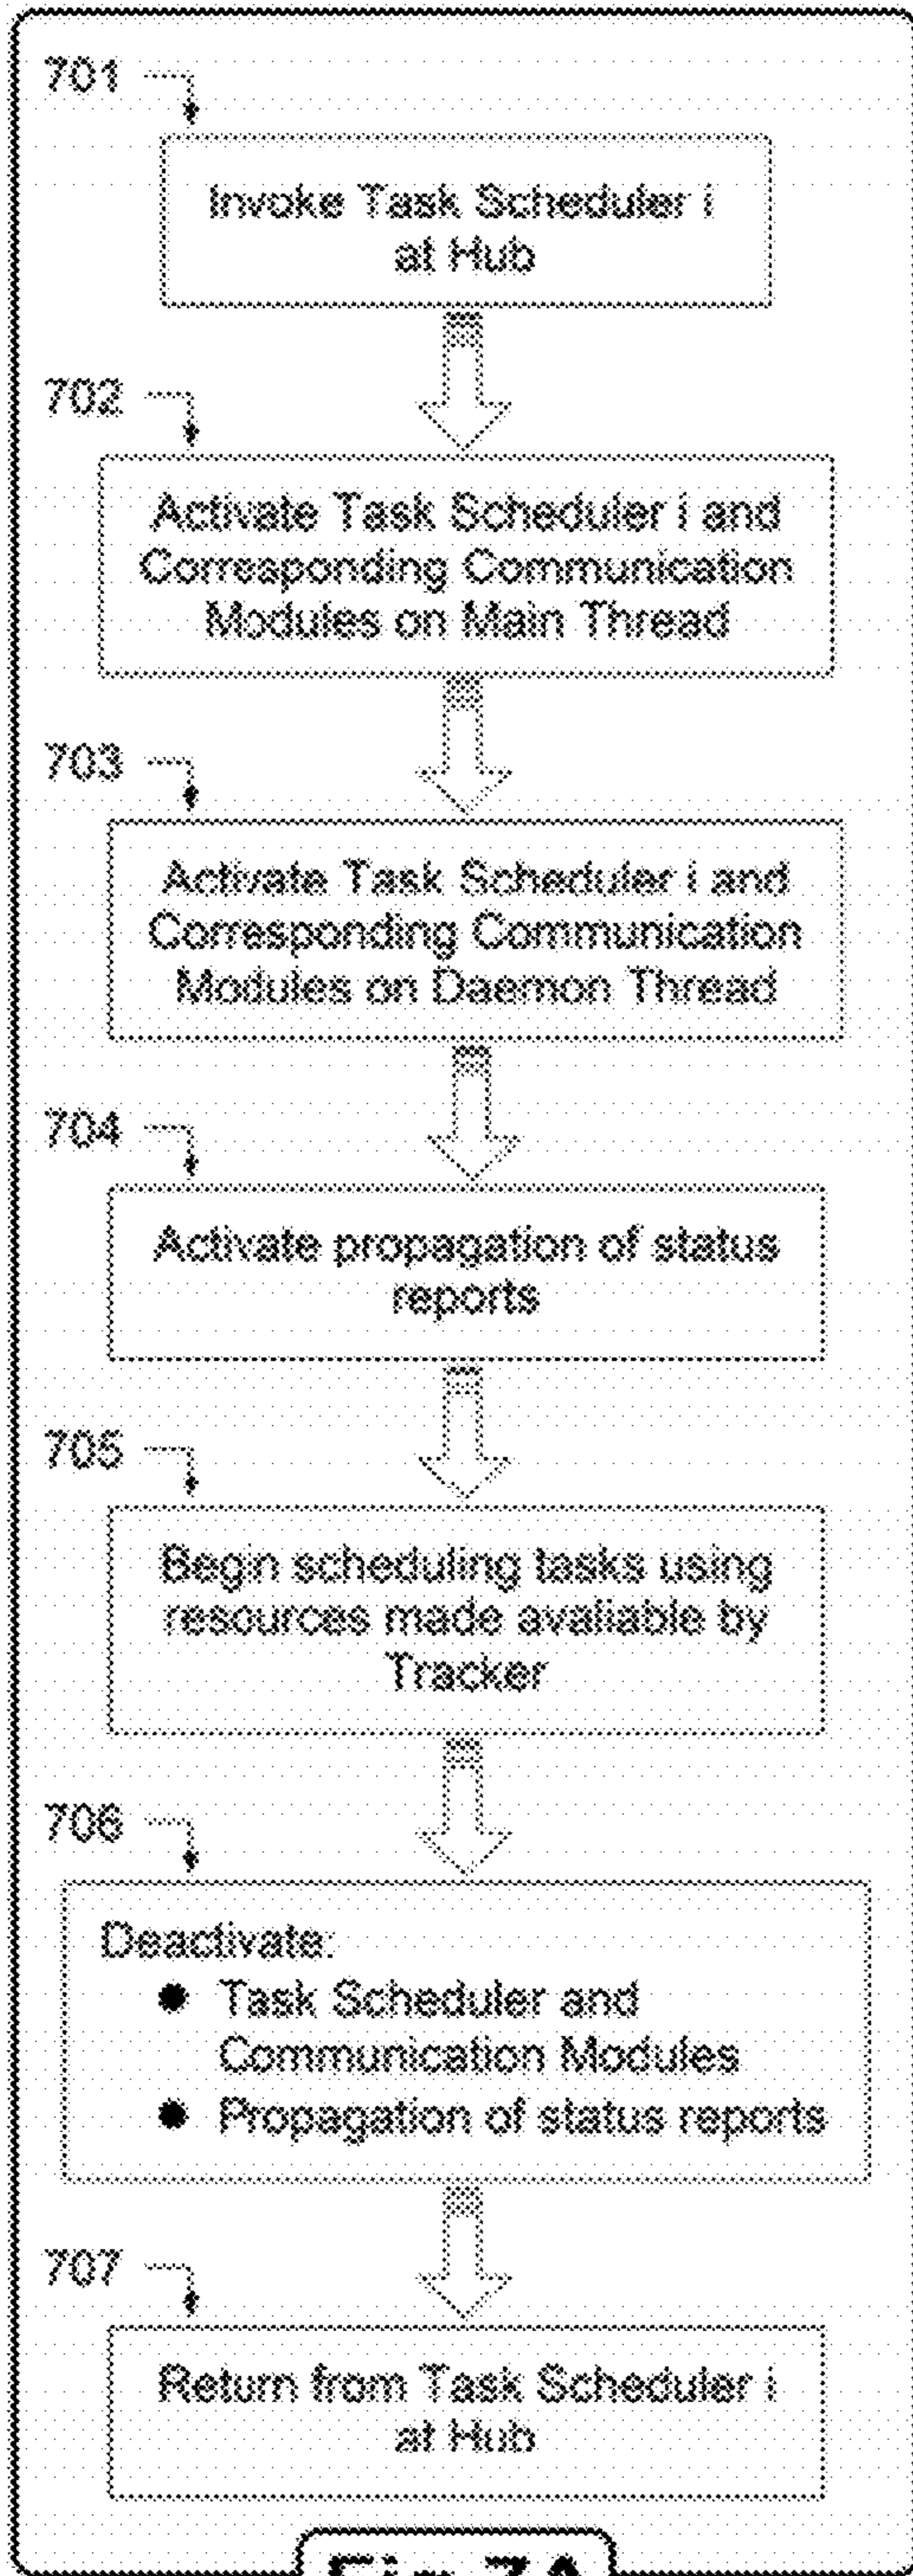 701
Invoke Task Scheduler i
at Hub
702
Activate Task Scheduler i and
Corresponding Communication
Modules on Main Thread
703
Activate Task Scheduler i and
Corresponding Communication
Modules on Daemon Thread
704
Activate propagation of status
reports
705
Begin scheduling tasks using
resources made avaliable by
Tracker
706
Deactivate:
● Task Scheduler and
Communication Modules
● Propagation of status reports
707
Return from Task Scheduler i
at Hub
Fig 7A